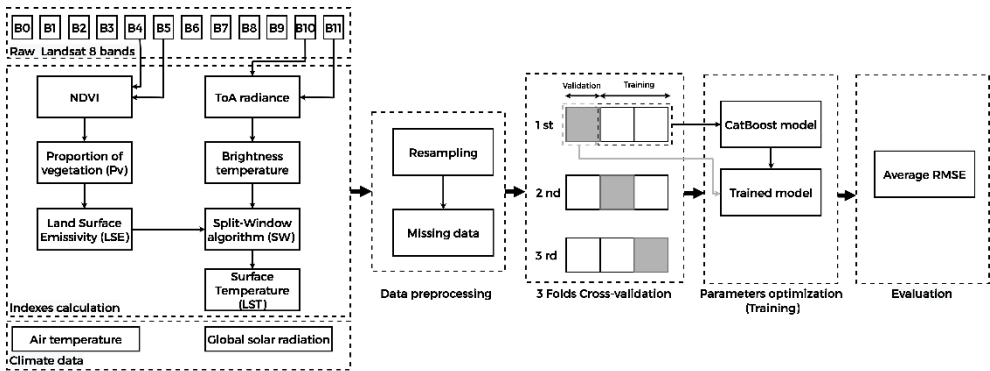 B0 B1 B2 B3 B4 B5 B6 B7 B8 B9 B10 B11
Raw Landsat 8 bands
NDVI
ToA radiance
Proportion of
vegetation (Pv)
Brightness
temperature
Land Surface
Emissivity (LSE)
Split-Window
algorithm (SW)
Surface
Temperature
(LST)
Indexes calculation
Air temperature
Global solar radiation
Climate data
Resampling
Missing data
Data preprocessing
Validation
Training
1 st
2 nd
3 rd
3 Folds Cross-validation
CatBoost model
Trained model
Parameters optimization
(Training)
Average RMSE
Evaluation